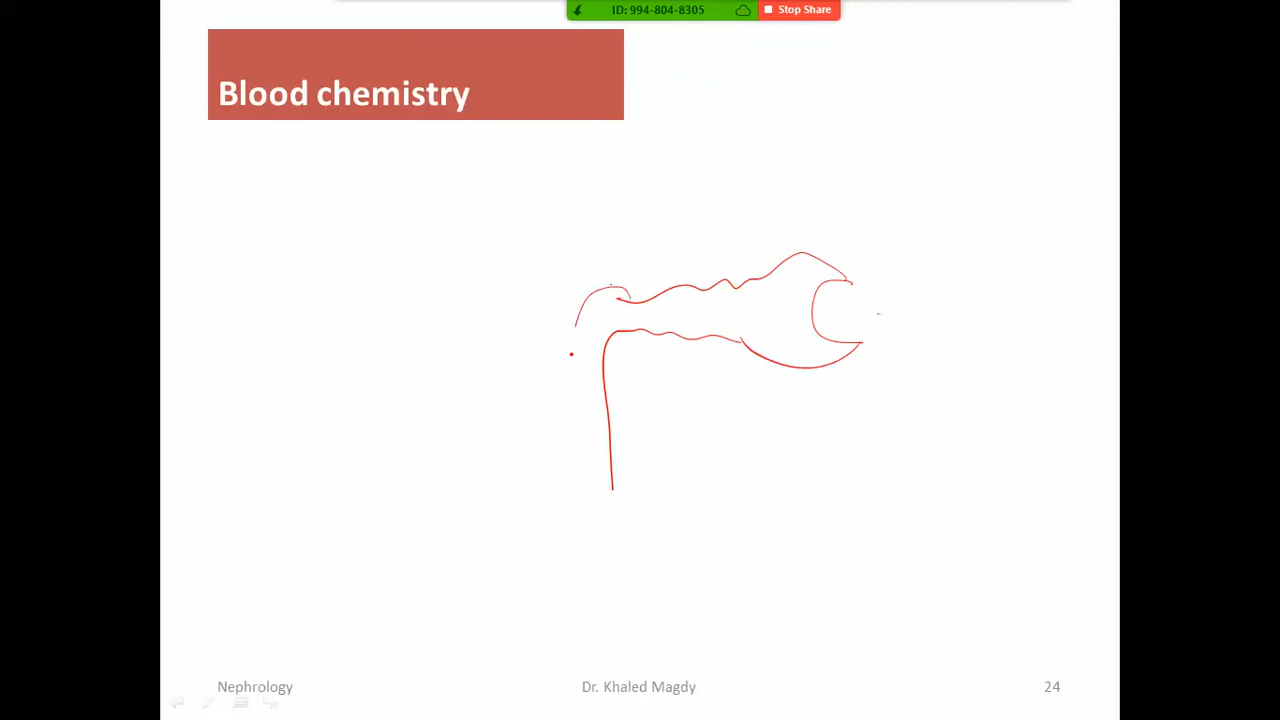 ID: 994-804-8305 Stop Share
Blood chemistry
Nephrology Dr. Khaled Magdy 24